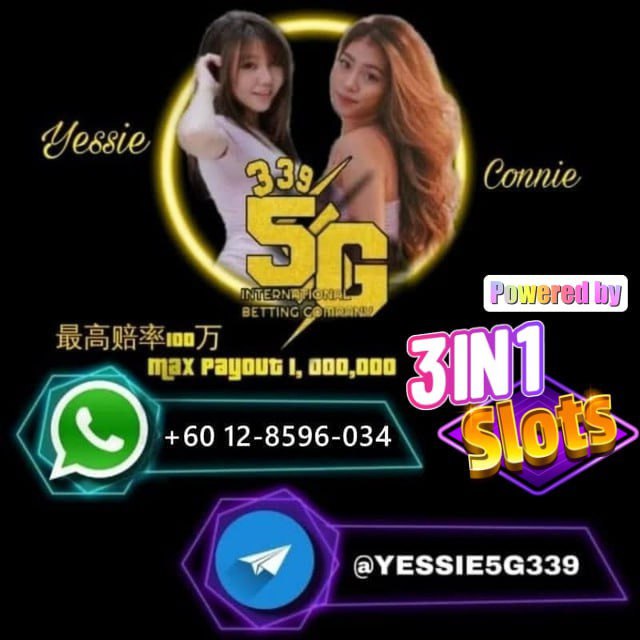 Yessie
Connie
339
5G
INTERNATIONAL
BETTING COMPANY
Powered by
最高赔率100万
max Payout 1, 000,000
3IN1
Slots
+60 12-8596-034
@YESSIE5G339